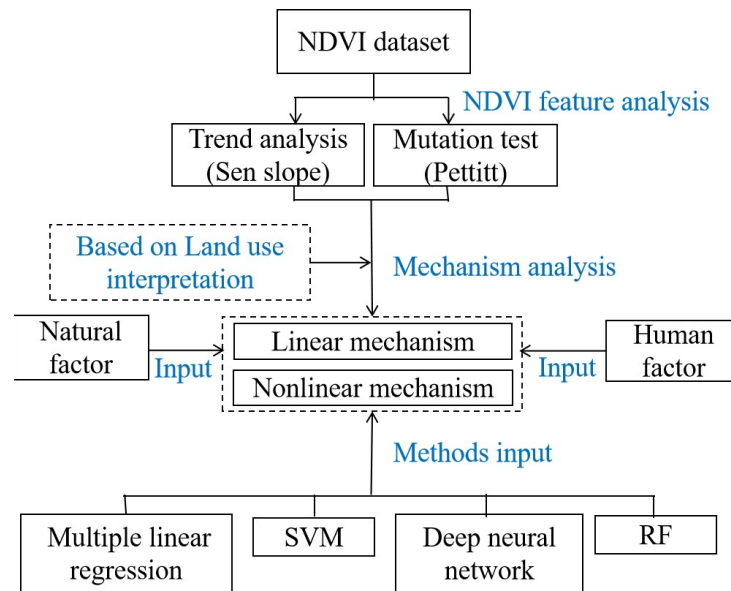 NDVI dataset
NDVI feature analysis
Trend analysis
(Sen slope)
Mutation test
(Pettitt)
Based on Land use
interpretation
Mechanism analysis
Natural
factor
Input
Linear mechanism
Nonlinear mechanism
Input
Human
factor
Methods input
Multiple linear
regression
SVM
Deep neural
network
RF